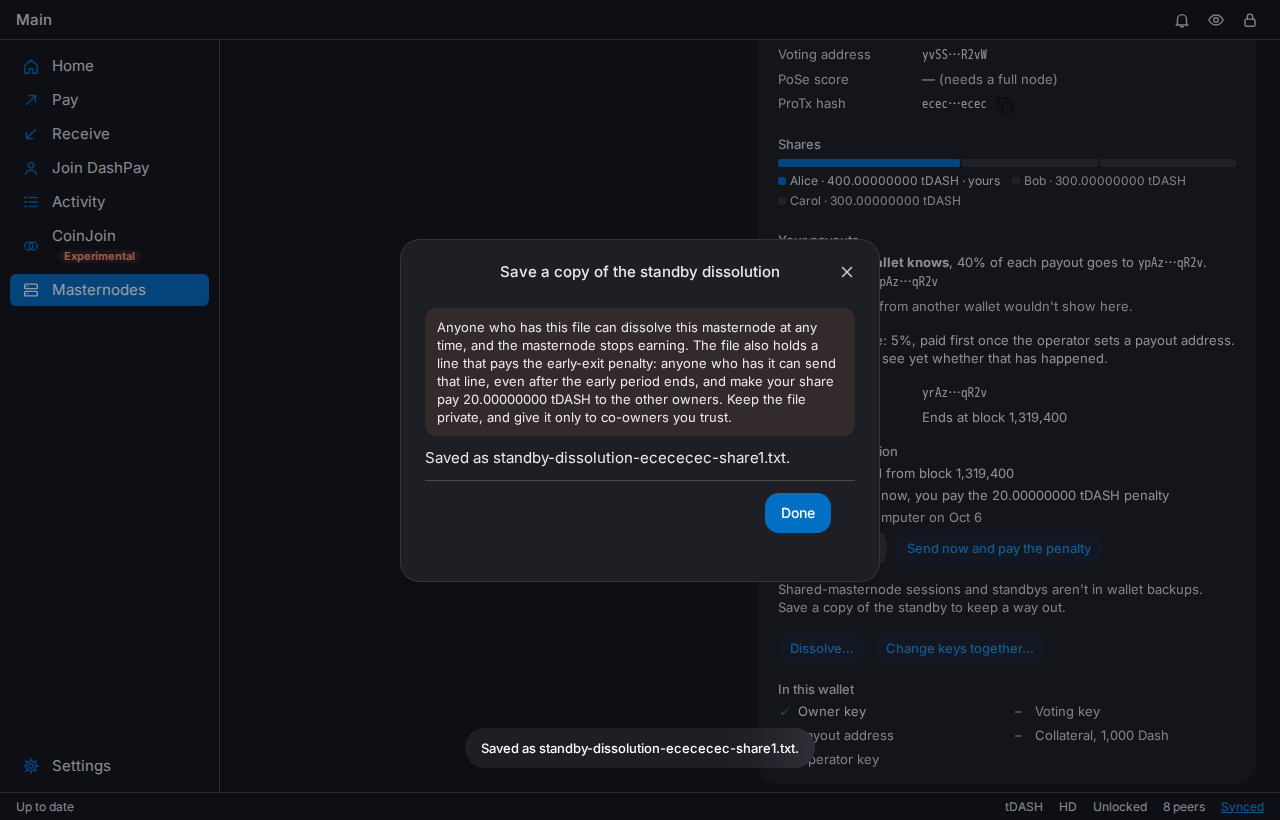 Main
Home
Pay
Receive
Join DashPay
Activity
CoinJoin
Experimental
Masternodes
Settings
Voting address yvSS⋯R2vW
PoSe score — (needs a full node)
ProTx hash ecec⋯ecec
Shares
Alice · 400.00000000 tDASH · yours Bob · 300.00000000 tDASH
Carol · 300.00000000 tDASH
knows, 40% of each payout goes to ypAz⋯qR2v.
from another wallet wouldn't show here.
5%, paid first once the operator sets a payout address.
see yet whether that has happened.
yrAz⋯qR2v
Ends at block 1,319,400
from block 1,319,400
now, you pay the 20.00000000 tDASH penalty
on Oct 6
Send now and pay the penalty
Shared-masternode sessions and standbys aren't in wallet backups.
Save a copy of the standby to keep a way out.
Dissolve... Change keys together...
In this wallet
✓ Owner key – Voting key
address – Collateral, 1,000 Dash
key
Save a copy of the standby dissolution
Anyone who has this file can dissolve this masternode at any
time, and the masternode stops earning. The file also holds a
line that pays the early-exit penalty: anyone who has it can send
that line, even after the early period ends, and make your share
pay 20.00000000 tDASH to the other owners. Keep the file
private, and give it only to co-owners you trust.
Saved as standby-dissolution-ecececec-share1.txt.
Done
Saved as standby-dissolution-ecececec-share1.txt.
Up to date tDASH HD Unlocked 8 peers Synced